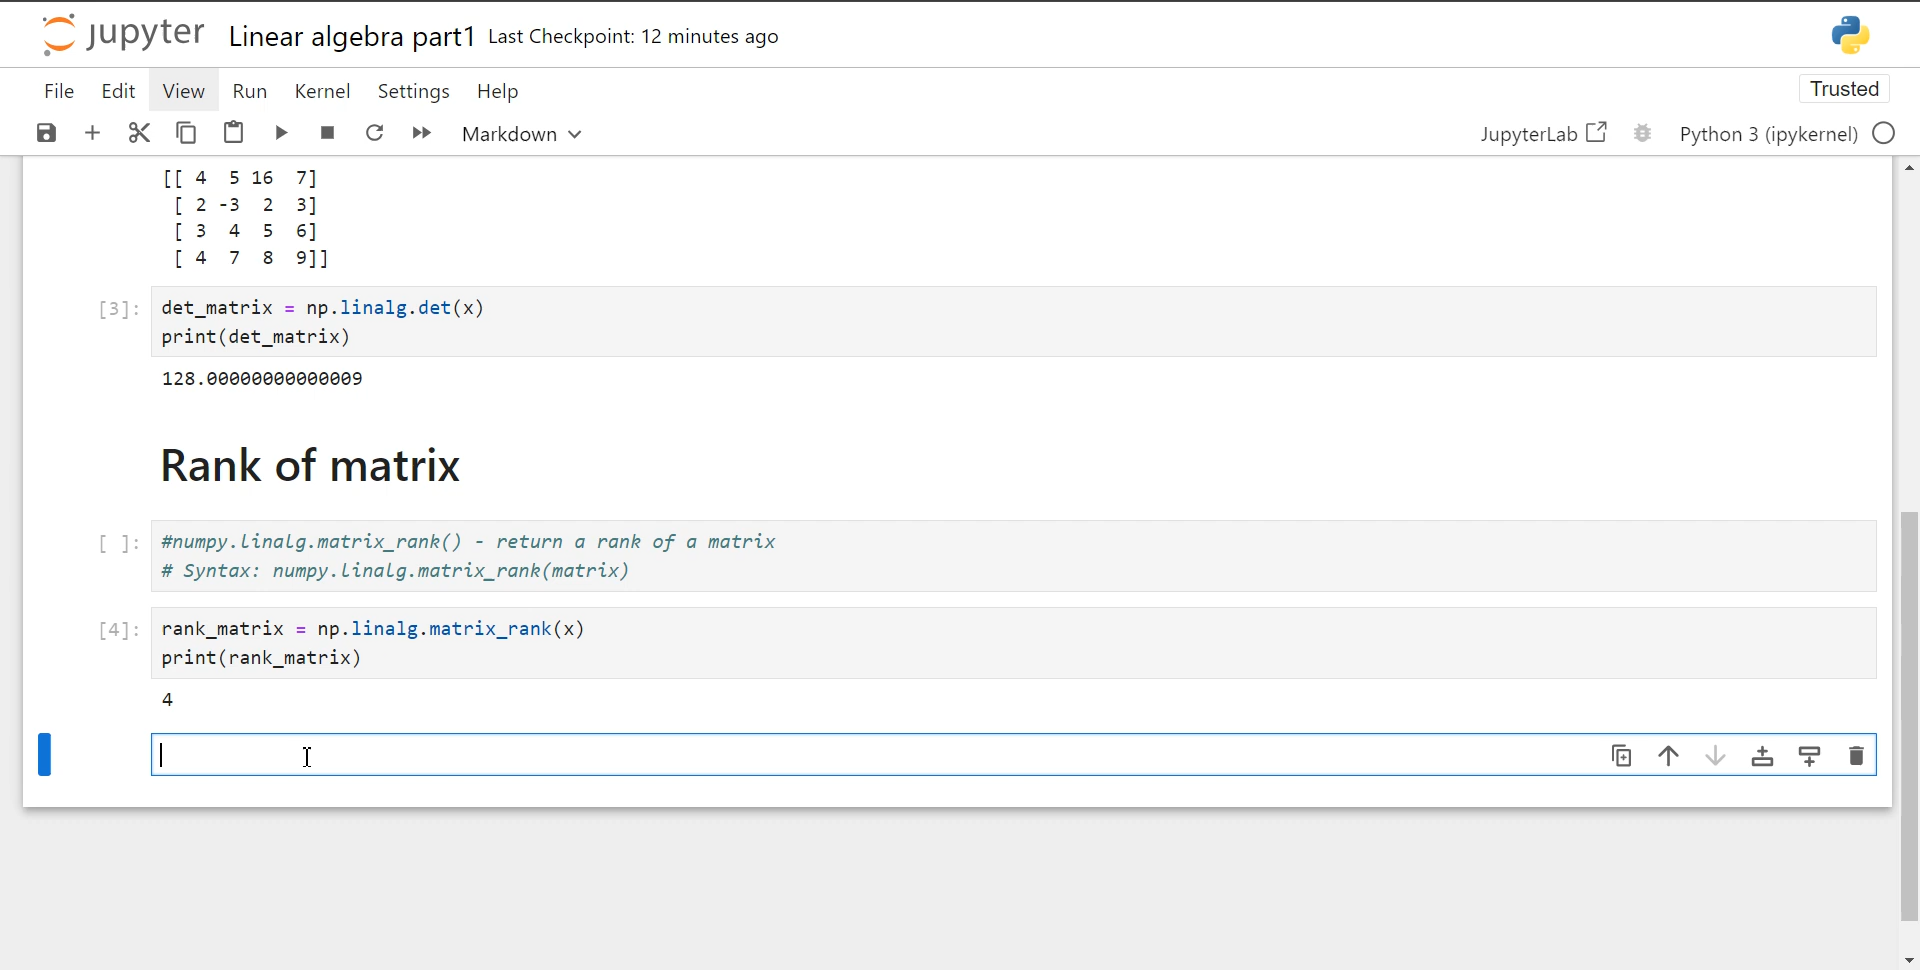 jupyter Linear algebra part1 Last Checkpoint: 12 minutes ago
File Edit View Run Kernel Settings Help
Trusted
Markdown
JupyterLab Python 3 (ipykernel)
[[ 4 5 16 7]
[ 2 -3 2 3]
[ 3 4 5 6]
[ 4 7 8 9]]
[3]: det_matrix = np.linalg.det(x)
print(det_matrix)
128.00000000000009
Rank of matrix
[ ]: #numpy.linalg.matrix_rank() - return a rank of a matrix
# Syntax: numpy.linalg.matrix_rank(matrix)
[4]: rank_matrix = np.linalg.matrix_rank(x)
print(rank_matrix)
4